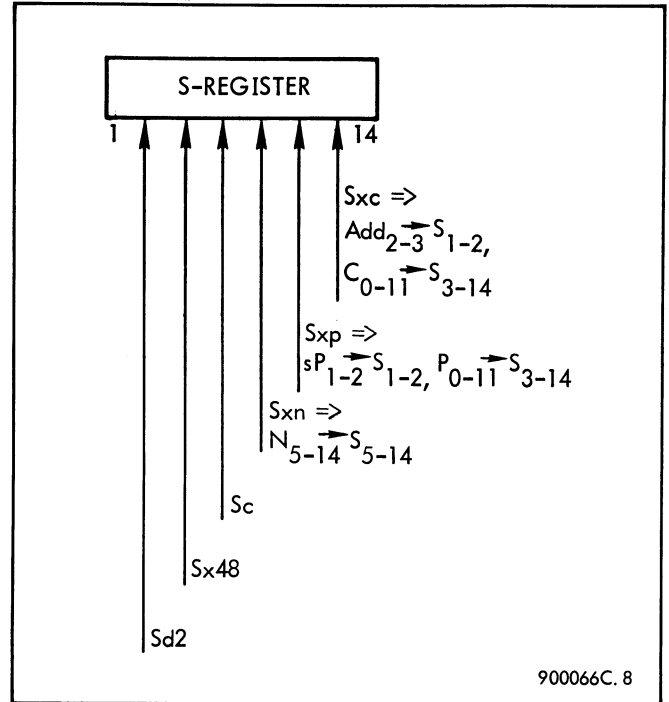 S-REGISTER
1 14
Sxc =>
Add₂₋₃→S₁₋₂,
C₀₋₁₁→S₃₋₁₄
Sxp =>
sP₁₋₂→S₁₋₂, P₀₋₁₁→S₃₋₁₄
Sxn =>
N₅₋₁₄→S₅₋₁₄
Sc
Sx48
Sd2
900066C. 8